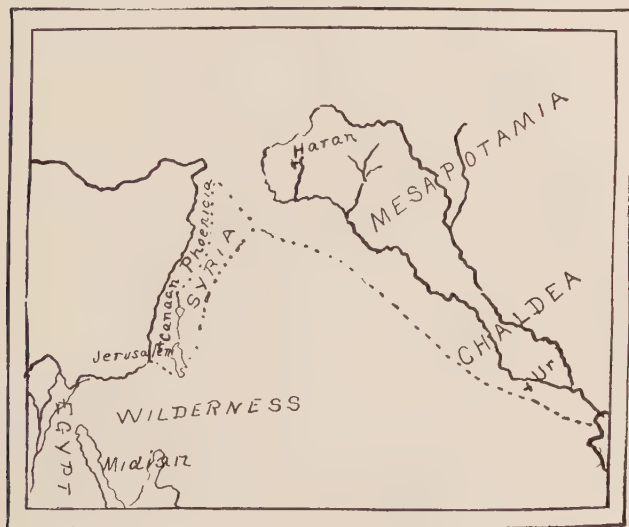 Haran
MESAPOTAMIA
Phoenicia
SYRIA
Canaan
CHALDEA
Jerusalem
Ur
WILDERNESS
EGYPT
Midian